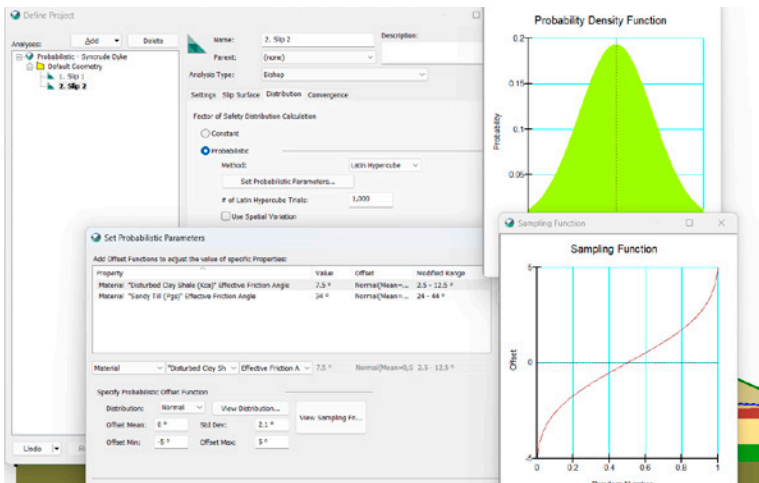 Define Project
Analyses:
Add
Delete
Probabilistic - Syncrude Dyke
Default Geometry
1. Slip 1
2. Slip 2
Name:
2. Slip 2
Description:
Parent:
(none)
Analysis Type:
Bishop
Settings Slip Surface Distribution Convergence
Factor of Safety Distribution Calculation
Constant
Probabilistic
Method:
Latin Hypercube
Set Probabilistic Parameters...
# of Latin Hypercube Trials:
1,000
Use Spatial Variation
Undo
Set Probabilistic Parameters
Add Offset Functions to adjust the value of specific Properties:
Property Value Offset Modified Range
Material "Disturbed Clay Shale (Kca)" Effective Friction Angle 7.5 ° Normal(Mean=... 2.5 - 12.5 °
Material "Sandy Till (Pgs)" Effective Friction Angle 34 ° Normal(Mean=... 24 - 44 °
Material "Disturbed Clay Sh Effective Friction A 7.5 ° Normal(Mean=0,S 2.5 - 12.5 °
Specify Probabilistic Offset Function
Distribution: Normal View Distribution...
View Sampling Fn...
Offset Mean: 0 ° Std Dev: 2.1 °
Offset Min: -5 ° Offset Max: 5 °
Probability Density Function
Probability
0.2
0.15
0.1
0.05
Sampling Function
Sampling Function
Offset
5
0
-5
0 0.2 0.4 0.6 0.8 1